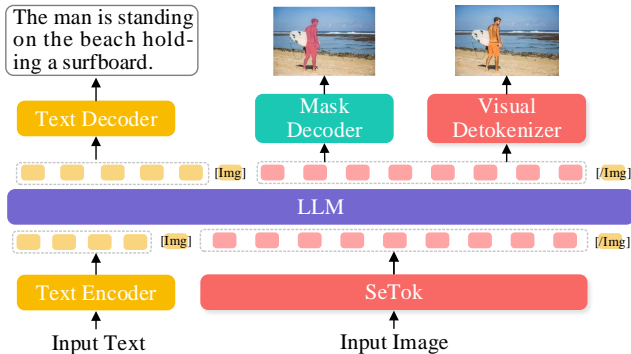 The man is standing
on the beach hold-
ing a surfboard.
Text Decoder
Mask
Decoder
Visual
Detokenizer
[Img]
[/Img]
LLM
[Img]
[/Img]
Text Encoder
SeTok
Input Text
Input Image